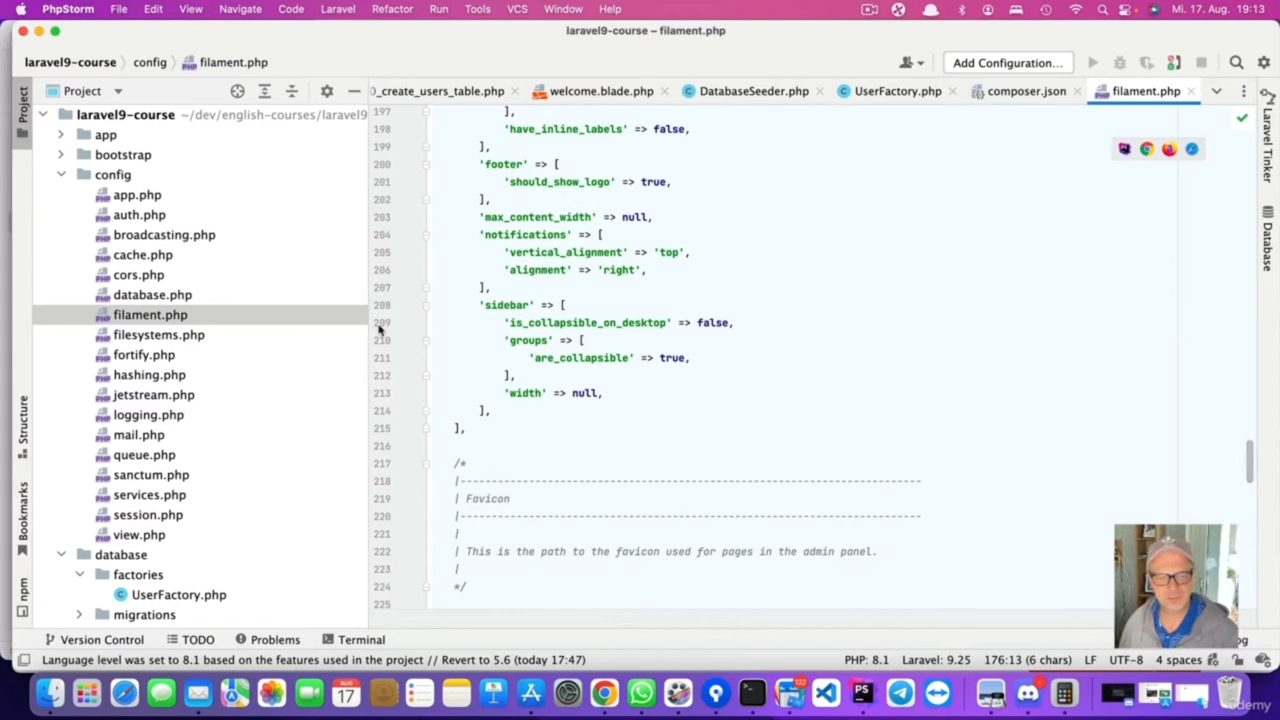 PhpStorm File Edit View Navigate Code Laravel Refactor Run Tools VCS Window Help Mi. 17. Aug. 19:13
laravel9-course – filament.php
laravel9-course config filament.php Add Configuration...
Project 0_create_users_table.php welcome.blade.php DatabaseSeeder.php UserFactory.php composer.json filament.php
Project
Structure
Bookmarks
npm
Laravel Tinker
Database
laravel9-course ~/dev/english-courses/laravel9
app
bootstrap
config
app.php
auth.php
broadcasting.php
cache.php
cors.php
database.php
filament.php
filesystems.php
fortify.php
hashing.php
jetstream.php
logging.php
mail.php
queue.php
sanctum.php
services.php
session.php
view.php
database
factories
UserFactory.php
migrations
197 ],
198 'have_inline_labels' => false,
199 ],
200 'footer' => [
201 'should_show_logo' => true,
202 ],
203 'max_content_width' => null,
204 'notifications' => [
205 'vertical_alignment' => 'top',
206 'alignment' => 'right',
207 ],
208 'sidebar' => [
209 'is_collapsible_on_desktop' => false,
210 'groups' => [
211 'are_collapsible' => true,
212 ],
213 'width' => null,
214 ],
215 ],
216
217 /*
218 |--------------------------------------------------------------------------
219 | Favicon
220 |--------------------------------------------------------------------------
221 |
222 | This is the path to the favicon used for pages in the admin panel.
223 |
224 */
225
Version Control TODO Problems Terminal og
Language level was set to 8.1 based on the features used in the project // Revert to 5.6 (today 17:47) PHP: 8.1 Laravel: 9.25 176:13 (6 chars) LF UTF-8 4 spaces
AUG
17
122
PS
udemy